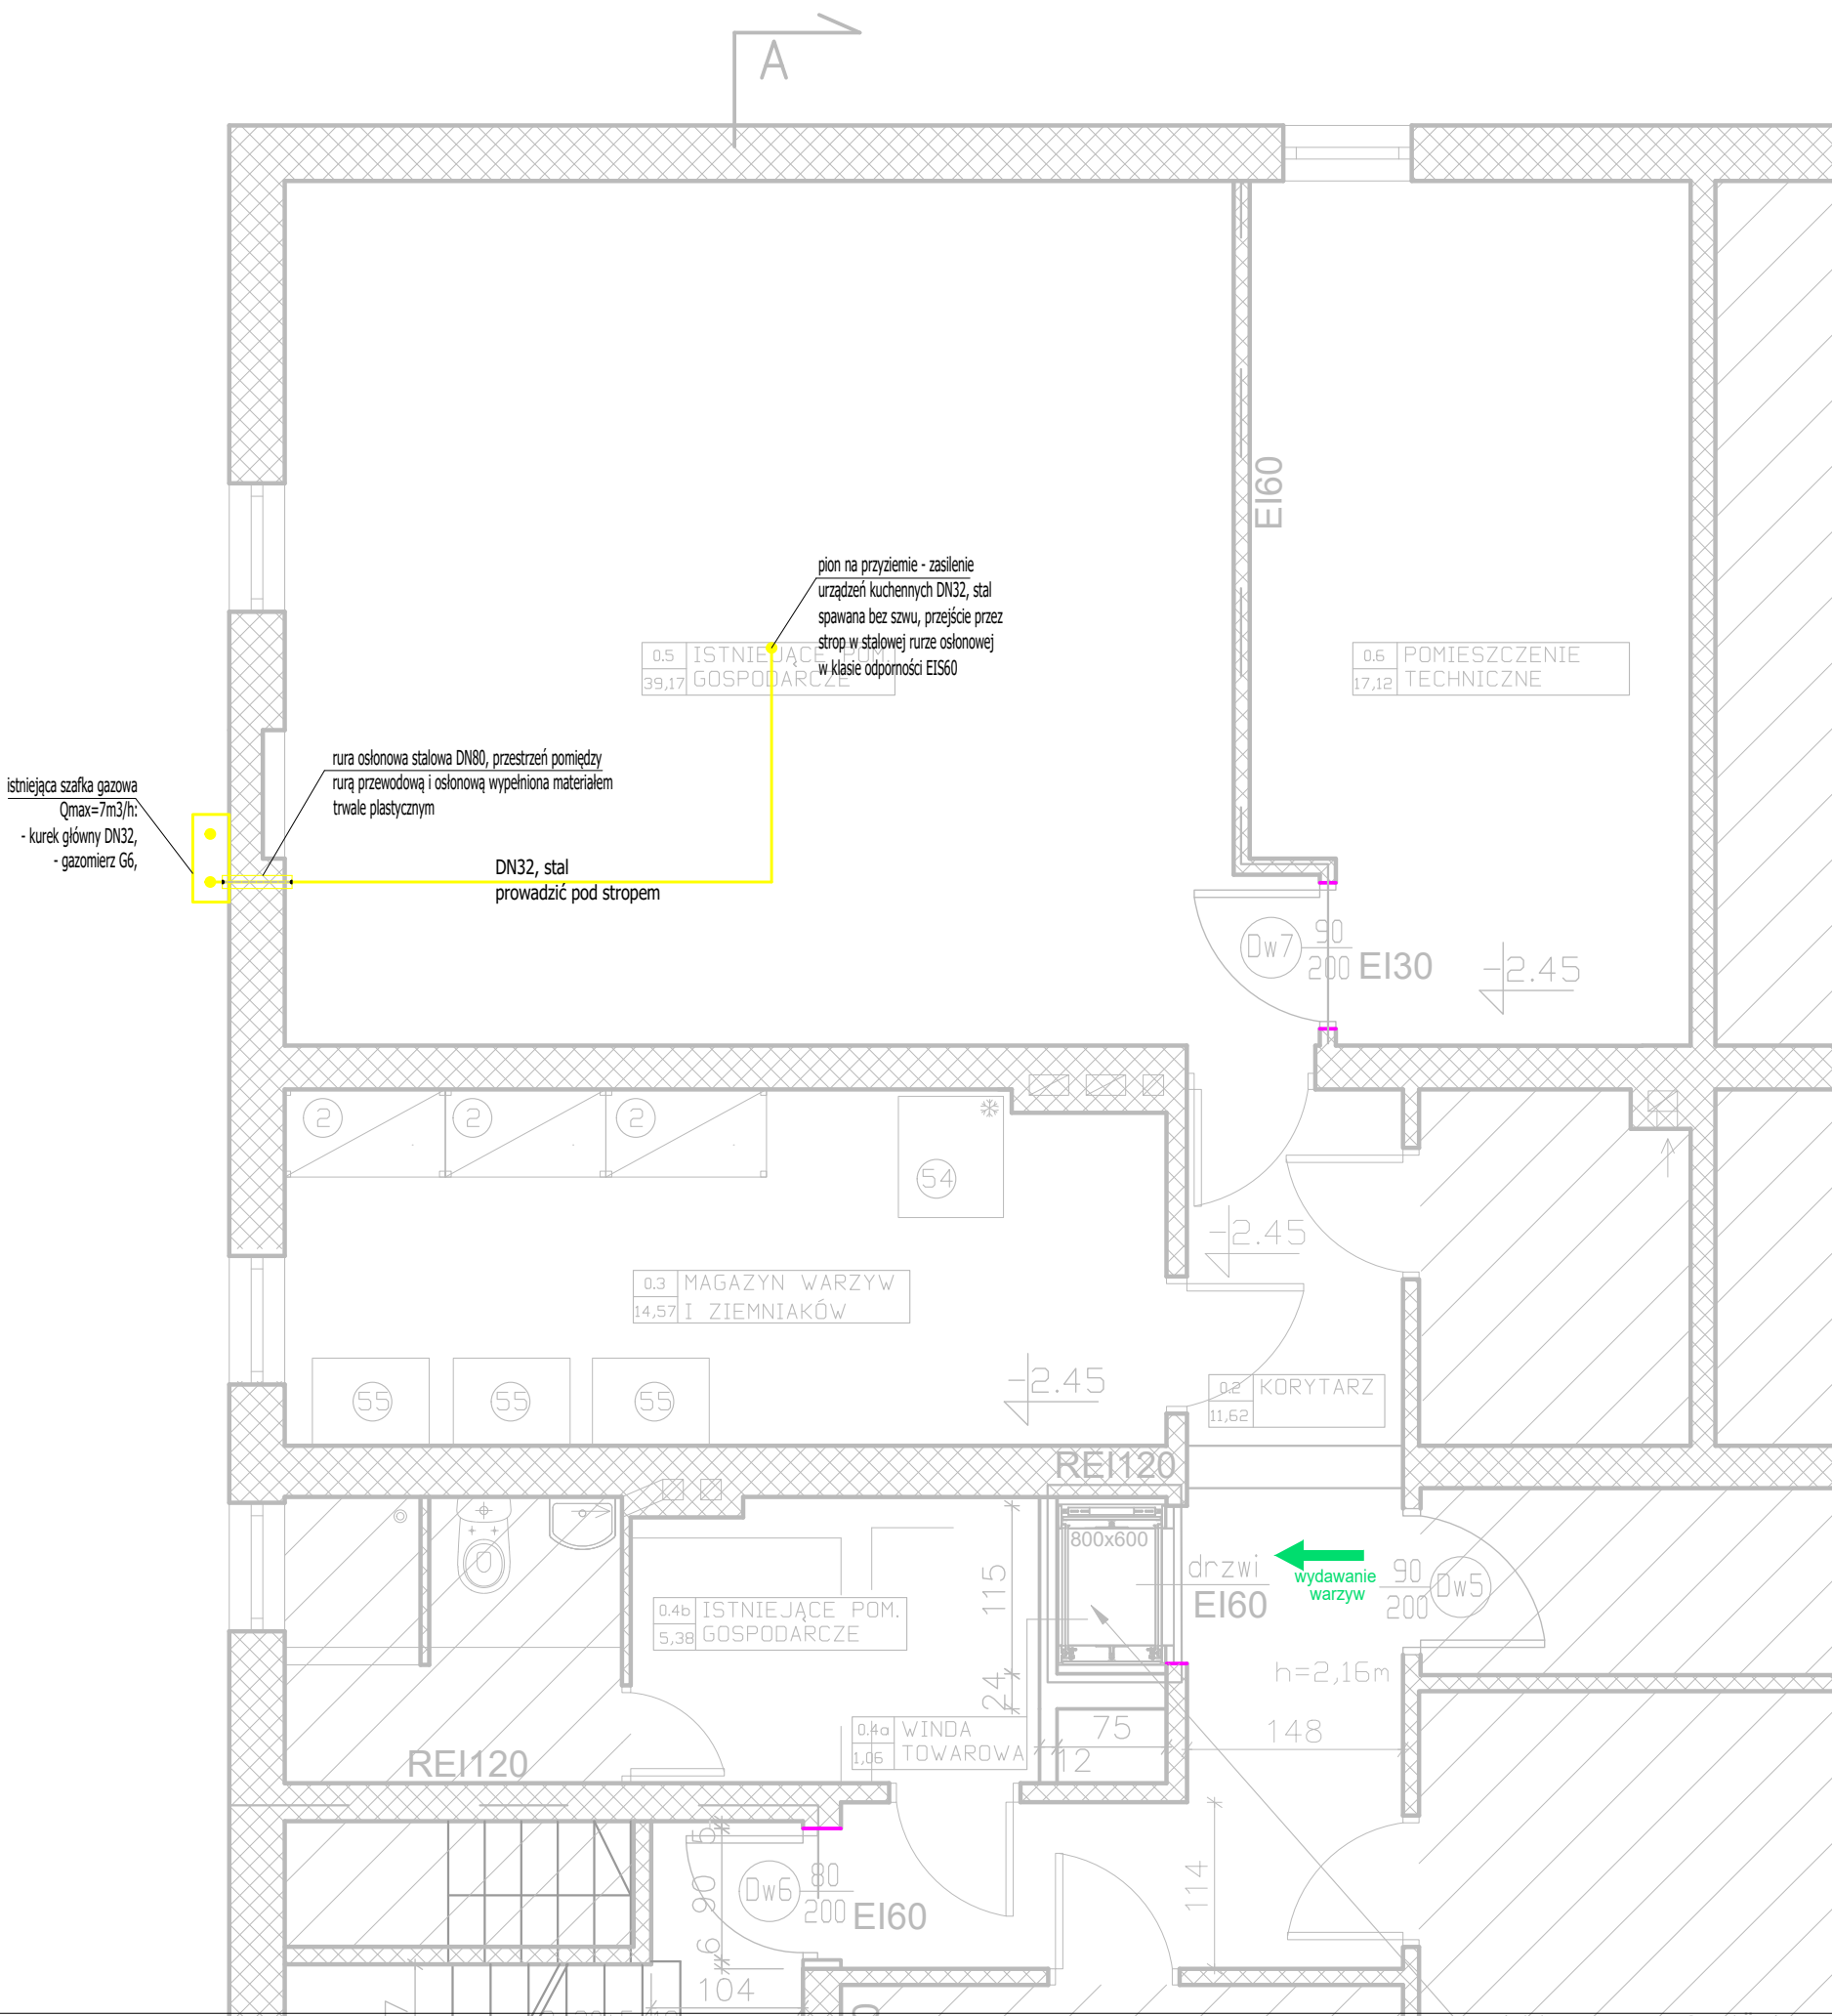 A
EI60
pion na przyziemie - zasilenie
urządzeń kuchennych DN32, stal
spawana bez szwu, przejście przez
strop w stalowej rurze osłonowej
w klasie odporności EIS60
0.5 ISTNIEJĄCE POM.
39,17 GOSPODARCZE
0.6 POMIESZCZENIE
17,12 TECHNICZNE
rura osłonowa stalowa DN80, przestrzeń pomiędzy
rurą przewodową i osłonową wypełniona materiałem
trwale plastycznym
istniejąca szafka gazowa
Qmax=7m3/h:
- kurek główny DN32,
- gazomierz G6,
DN32, stal
prowadzić pod stropem
Dw7 90
200 EI30
-2.45
2 2 2
54
-2.45
0.3 MAGAZYN WARZYW
14,57 I ZIEMNIAKÓW
-2.45
55 55 55
0.2 KORYTARZ
11,62
REI120
800x600
drzwi
EI60
wydawanie
warzyw
90
200 Dw5
115
0.4b ISTNIEJĄCE POM.
5,38 GOSPODARCZE
h=2,16m
24
0.4a WINDA
1,06 TOWAROWA
75
12
148
REI120
5
90
6
Dw6 80
200 EI60
114
104